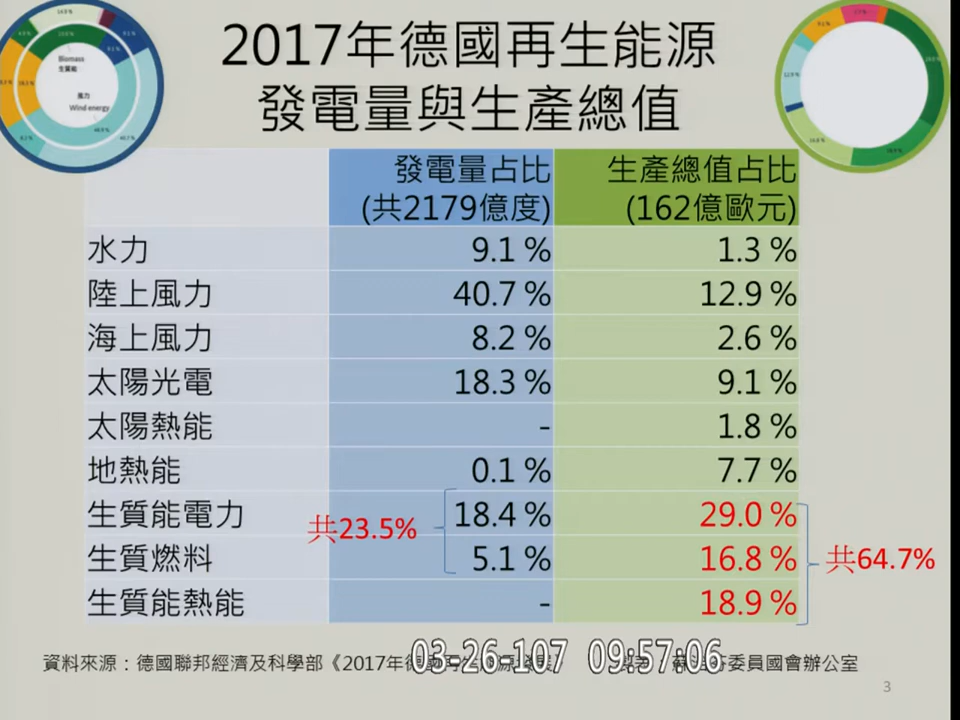 2017年德國再生能源
發電量與生產總值
Biomass
生質能
風力
Wind energy
發電量占比 生產總值占比
(共2179億度) (162億歐元)
水力 9.1 % 1.3 %
陸上風力 40.7 % 12.9 %
海上風力 8.2 % 2.6 %
太陽光電 18.3 % 9.1 %
太陽熱能 - 1.8 %
地熱能 0.1 % 7.7 %
生質能電力 18.4 % 29.0 %
共23.5%
生質燃料 5.1 % 16.8 %
共64.7%
生質能熱能 - 18.9 %
資料來源：德國聯邦經濟及科學部《2017年德國再生
委員國會辦公室
03-26.107 09:57:06
3